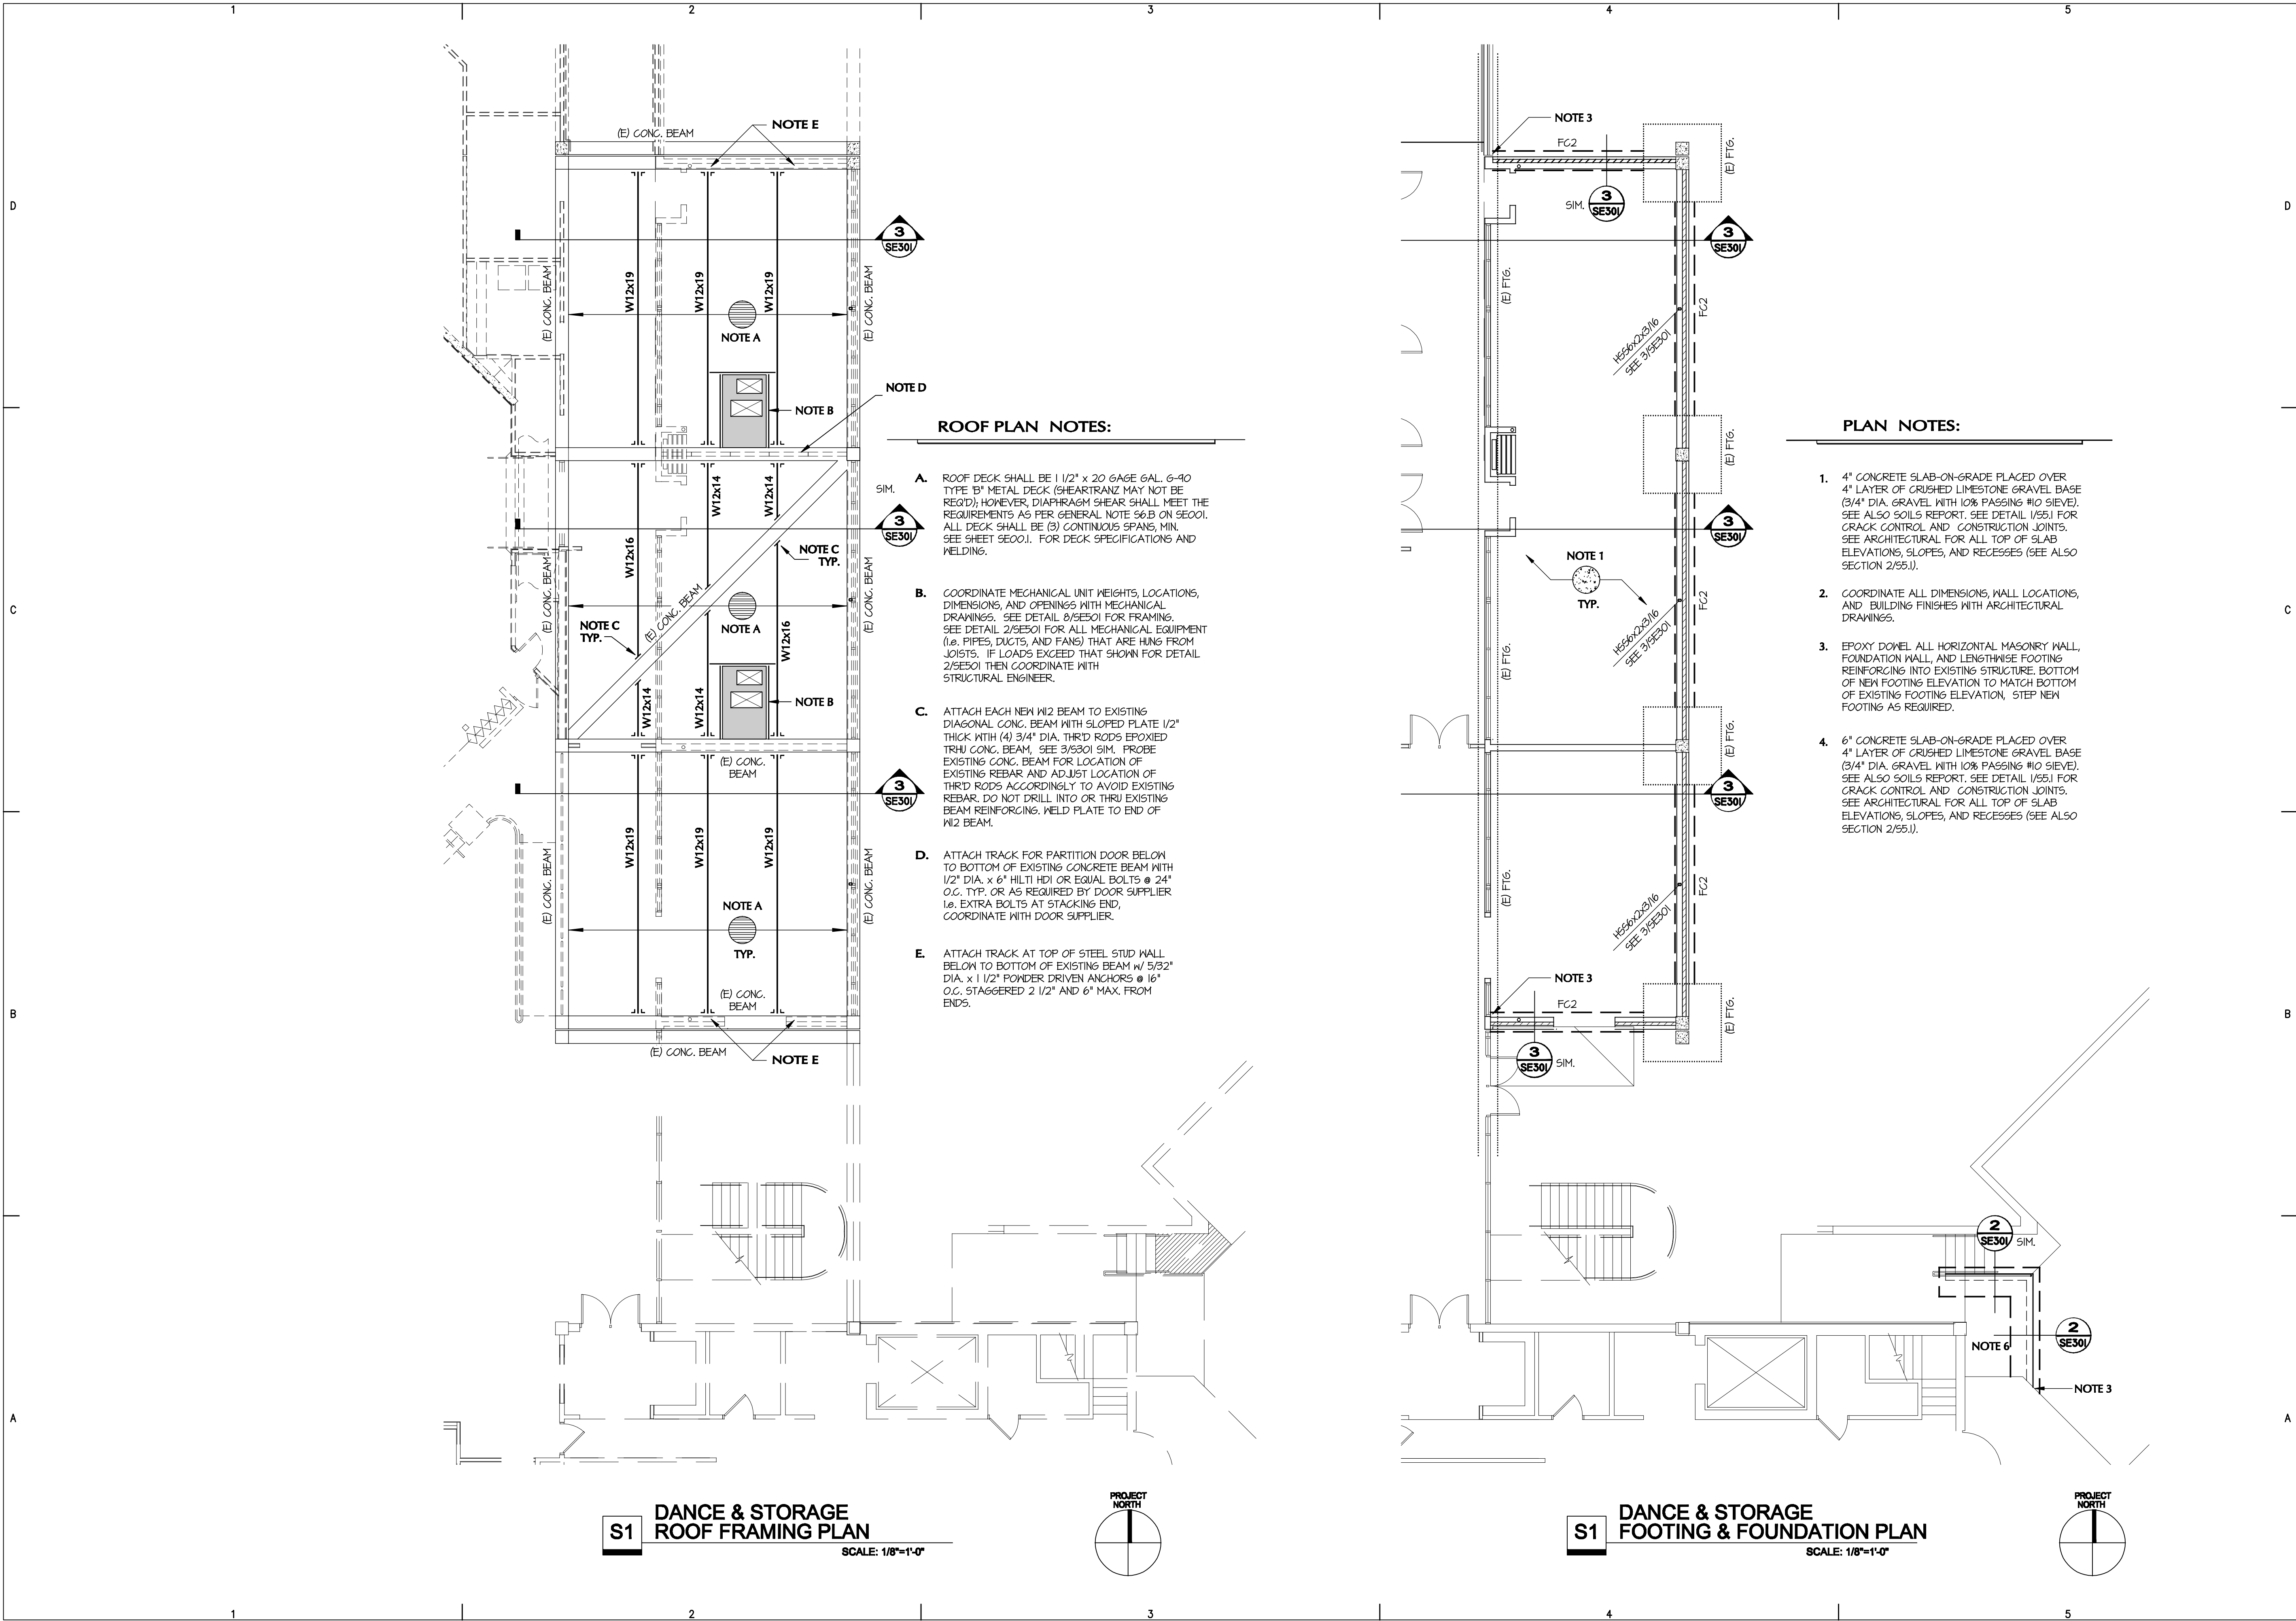 1 2 3 4 5
D
C
B
A
(E) CONC. BEAM
NOTE E
3
SE301
(E) CONC. BEAM
W12x19
W12x19
W12x19
(E) CONC. BEAM
NOTE A
NOTE B
NOTE D
SIM.
3
SE301
W12x14
W12x14
W12x16
NOTE C
TYP.
(E) CONC. BEAM
(E) CONC. BEAM
(E) CONC. BEAM
NOTE C
TYP.
NOTE A
W12x16
W12x14
W12x14
NOTE B
(E) CONC.
BEAM
3
SE301
W12x19
W12x19
W12x19
(E) CONC. BEAM
(E) CONC. BEAM
NOTE A
TYP.
(E) CONC.
BEAM
(E) CONC. BEAM
NOTE E
ROOF PLAN NOTES:
A. ROOF DECK SHALL BE 1 1/2" x 20 GAGE GAL. G-90
TYPE 'B" METAL DECK (SHEARTRANZ MAY NOT BE
REQ'D); HOWEVER, DIAPHRAGM SHEAR SHALL MEET THE
REQUIREMENTS AS PER GENERAL NOTE S6.B ON SE001.
ALL DECK SHALL BE (3) CONTINUOUS SPANS, MIN.
SEE SHEET SE00.1. FOR DECK SPECIFICATIONS AND
WELDING.
B. COORDINATE MECHANICAL UNIT WEIGHTS, LOCATIONS,
DIMENSIONS, AND OPENINGS WITH MECHANICAL
DRAWINGS. SEE DETAIL 8/SE501 FOR FRAMING.
SEE DETAIL 2/SE501 FOR ALL MECHANICAL EQUIPMENT
(i.e. PIPES, DUCTS, AND FANS) THAT ARE HUNG FROM
JOISTS. IF LOADS EXCEED THAT SHOWN FOR DETAIL
2/SE501 THEN COORDINATE WITH
STRUCTURAL ENGINEER.
C. ATTACH EACH NEW W12 BEAM TO EXISTING
DIAGONAL CONC. BEAM WITH SLOPED PLATE 1/2"
THICK WTIH (4) 3/4" DIA. THR'D RODS EPOXIED
TRHU CONC. BEAM, SEE 3/S301 SIM. PROBE
EXISTING CONC. BEAM FOR LOCATION OF
EXISTING REBAR AND ADJUST LOCATION OF
THR'D RODS ACCORDINGLY TO AVOID EXISTING
REBAR. DO NOT DRILL INTO OR THRU EXISTING
BEAM REINFORCING. WELD PLATE TO END OF
W12 BEAM.
D. ATTACH TRACK FOR PARTITION DOOR BELOW
TO BOTTOM OF EXISTING CONCRETE BEAM WITH
1/2" DIA. x 6" HILTI HDI OR EQUAL BOLTS @ 24"
O.C. TYP. OR AS REQUIRED BY DOOR SUPPLIER
i.e. EXTRA BOLTS AT STACKING END,
COORDINATE WITH DOOR SUPPLIER.
E. ATTACH TRACK AT TOP OF STEEL STUD WALL
BELOW TO BOTTOM OF EXISTING BEAM w/ 5/32"
DIA. x 1 1/2" POWDER DRIVEN ANCHORS @ 16"
O.C. STAGGERED 2 1/2" AND 6" MAX. FROM
ENDS.
S1
DANCE & STORAGE
ROOF FRAMING PLAN
SCALE: 1/8"=1'-0"
PROJECT
NORTH
NOTE 3
FC2
(E) FTG.
SIM.
3
SE301
3
SE301
(E) FTG.
FC2
HSS6x2x3/16
SEE 3/SE301
(E) FTG.
3
SE301
NOTE 1
TYP.
FC2
HSS6x2x3/16
SEE 3/SE301
(E) FTG.
(E) FTG.
3
SE301
(E) FTG.
FC2
HSS6x2x3/16
SEE 3/SE301
NOTE 3
FC2
(E) FTG.
3
SE301
SIM.
PLAN NOTES:
1. 4" CONCRETE SLAB-ON-GRADE PLACED OVER
4" LAYER OF CRUSHED LIMESTONE GRAVEL BASE
(3/4" DIA. GRAVEL WITH 10% PASSING #10 SIEVE).
SEE ALSO SOILS REPORT. SEE DETAIL 1/S5.1 FOR
CRACK CONTROL AND CONSTRUCTION JOINTS.
SEE ARCHITECTURAL FOR ALL TOP OF SLAB
ELEVATIONS, SLOPES, AND RECESSES (SEE ALSO
SECTION 2/S5.1).
2. COORDINATE ALL DIMENSIONS, WALL LOCATIONS,
AND BUILDING FINISHES WITH ARCHITECTURAL
DRAWINGS.
3. EPOXY DOWEL ALL HORIZONTAL MASONRY WALL,
FOUNDATION WALL, AND LENGTHWISE FOOTING
REINFORCING INTO EXISTING STRUCTURE. BOTTOM
OF NEW FOOTING ELEVATION TO MATCH BOTTOM
OF EXISTING FOOTING ELEVATION, STEP NEW
FOOTING AS REQUIRED.
4. 6" CONCRETE SLAB-ON-GRADE PLACED OVER
4" LAYER OF CRUSHED LIMESTONE GRAVEL BASE
(3/4" DIA. GRAVEL WITH 10% PASSING #10 SIEVE).
SEE ALSO SOILS REPORT. SEE DETAIL 1/S5.1 FOR
CRACK CONTROL AND CONSTRUCTION JOINTS.
SEE ARCHITECTURAL FOR ALL TOP OF SLAB
ELEVATIONS, SLOPES, AND RECESSES (SEE ALSO
SECTION 2/S5.1).
2
SE301
SIM.
2
SE301
NOTE 6
NOTE 3
S1
DANCE & STORAGE
FOOTING & FOUNDATION PLAN
SCALE: 1/8"=1'-0"
PROJECT
NORTH
D
C
B
A
1 2 3 4 5